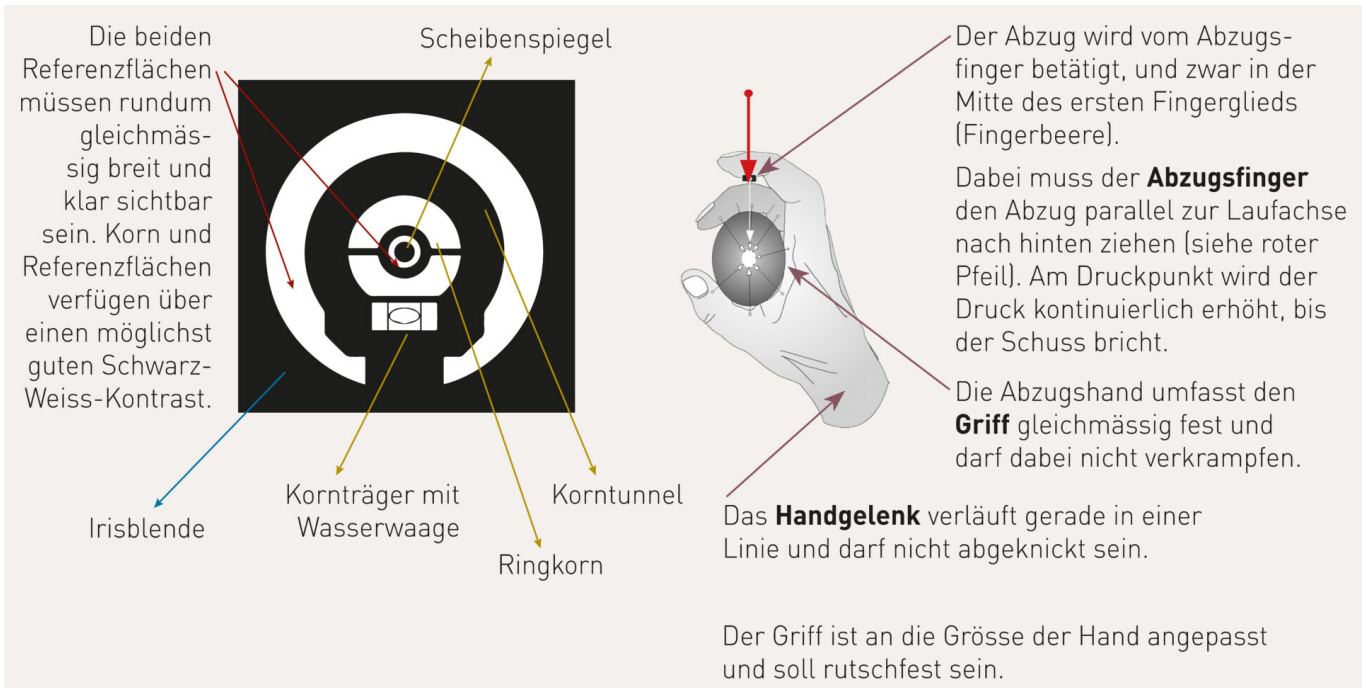 Die beiden
Referenzflächen
müssen rundum
gleichmäs-
sig breit und
klar sichtbar
sein. Korn und
Referenzflächen
verfügen über
einen möglichst
guten Schwarz-
Weiss-Kontrast.
Scheibenspiegel
Irisblende
Kornträger mit
Wasserwaage
Ringkorn
Korntunnel
Der Abzug wird vom Abzugs-
finger betätigt, und zwar in der
Mitte des ersten Fingerglieds
(Fingerbeere).
Dabei muss der Abzugsfinger
den Abzug parallel zur Laufachse
nach hinten ziehen (siehe roter
Pfeil). Am Druckpunkt wird der
Druck kontinuierlich erhöht, bis
der Schuss bricht.
Die Abzugshand umfasst den
Griff gleichmässig fest und
darf dabei nicht verkrampfen.
Das Handgelenk verläuft gerade in einer
Linie und darf nicht abgeknickt sein.
Der Griff ist an die Grösse der Hand angepasst
und soll rutschfest sein.